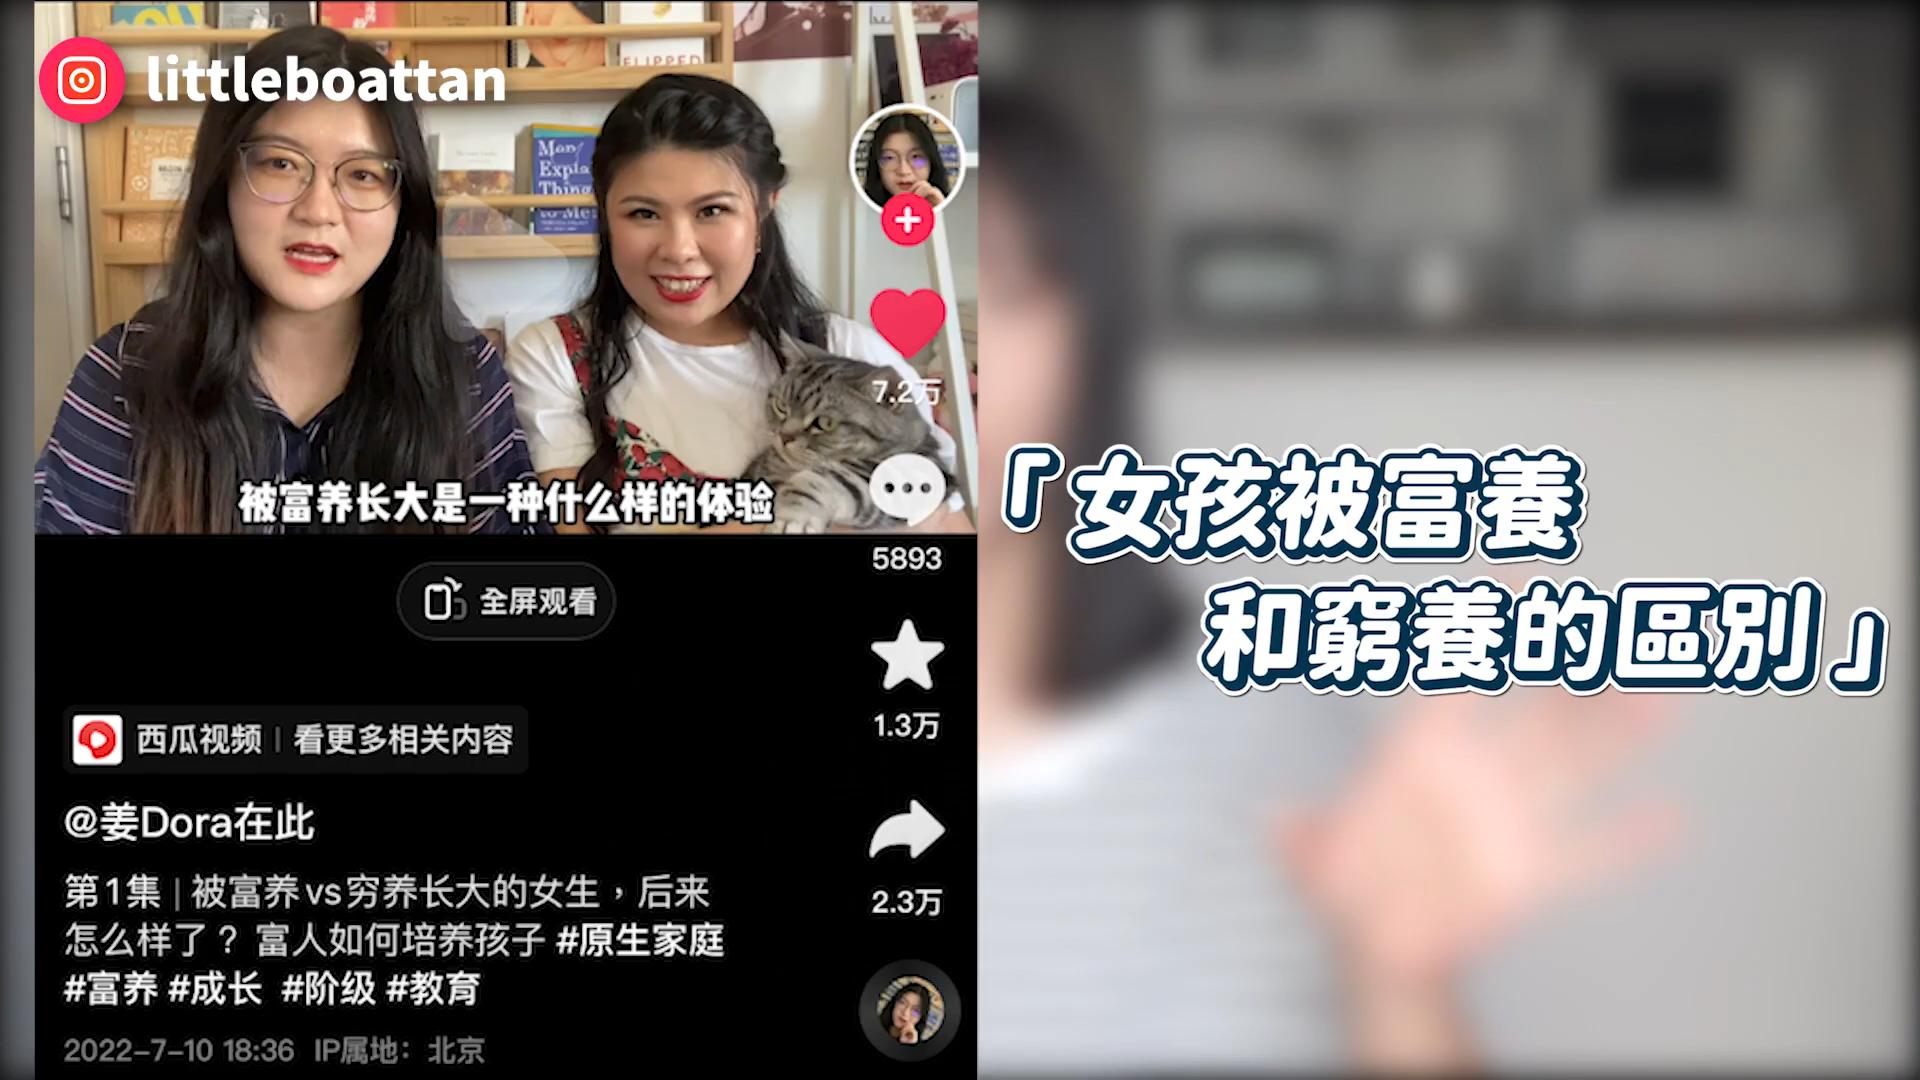 littleboattan
FLIPPED
Men
Explain
Things
to Me
7.2万
被富养长大是一种什么样的体验
5893
全屏观看
1.3万
西瓜视频 | 看更多相关内容
@姜Dora在此
2.3万
第1集 | 被富养vs穷养长大的女生，后来
怎么样了？ 富人如何培养孩子 #原生家庭
#富养 #成长 #阶级 #教育
2022-7-10 18:36 IP属地：北京
「女孩被富養
和窮養的區別」